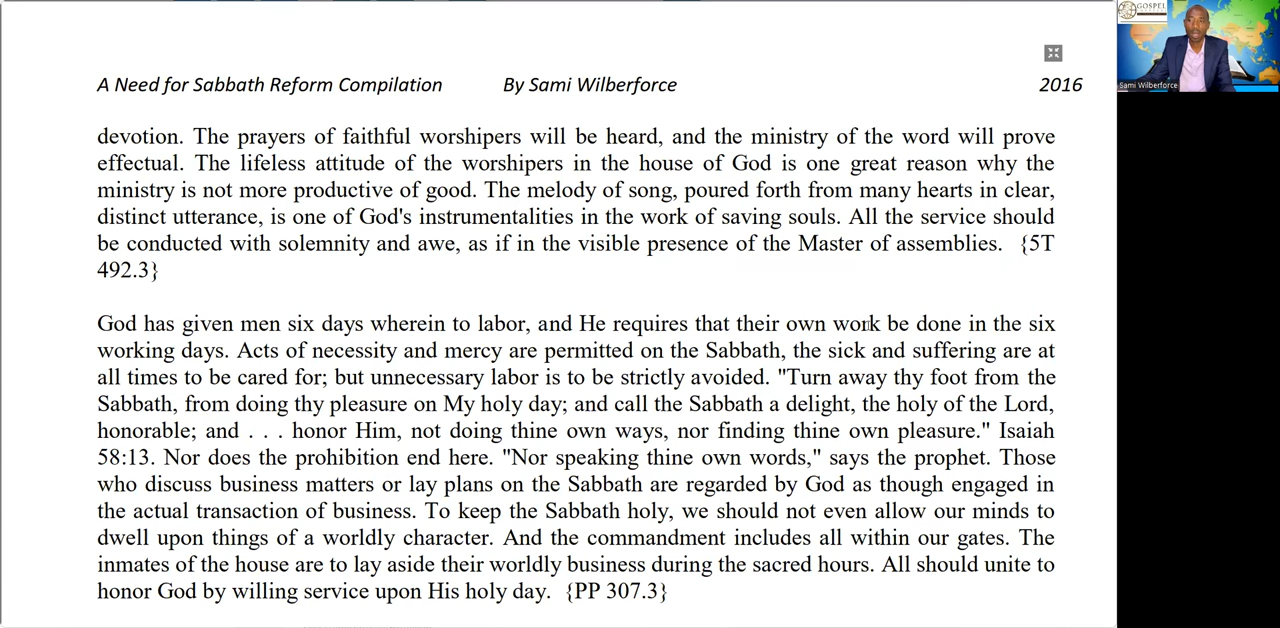 GOSPEL
Sami Wilberforce
A Need for Sabbath Reform Compilation By Sami Wilberforce 2016
devotion. The prayers of faithful worshipers will be heard, and the ministry of the word will prove
effectual. The lifeless attitude of the worshipers in the house of God is one great reason why the
ministry is not more productive of good. The melody of song, poured forth from many hearts in clear,
distinct utterance, is one of God's instrumentalities in the work of saving souls. All the service should
be conducted with solemnity and awe, as if in the visible presence of the Master of assemblies. {5T
492.3}
God has given men six days wherein to labor, and He requires that their own work be done in the six
working days. Acts of necessity and mercy are permitted on the Sabbath, the sick and suffering are at
all times to be cared for; but unnecessary labor is to be strictly avoided. "Turn away thy foot from the
Sabbath, from doing thy pleasure on My holy day; and call the Sabbath a delight, the holy of the Lord,
honorable; and . . . honor Him, not doing thine own ways, nor finding thine own pleasure." Isaiah
58:13. Nor does the prohibition end here. "Nor speaking thine own words," says the prophet. Those
who discuss business matters or lay plans on the Sabbath are regarded by God as though engaged in
the actual transaction of business. To keep the Sabbath holy, we should not even allow our minds to
dwell upon things of a worldly character. And the commandment includes all within our gates. The
inmates of the house are to lay aside their worldly business during the sacred hours. All should unite to
honor God by willing service upon His holy day. {PP 307.3}